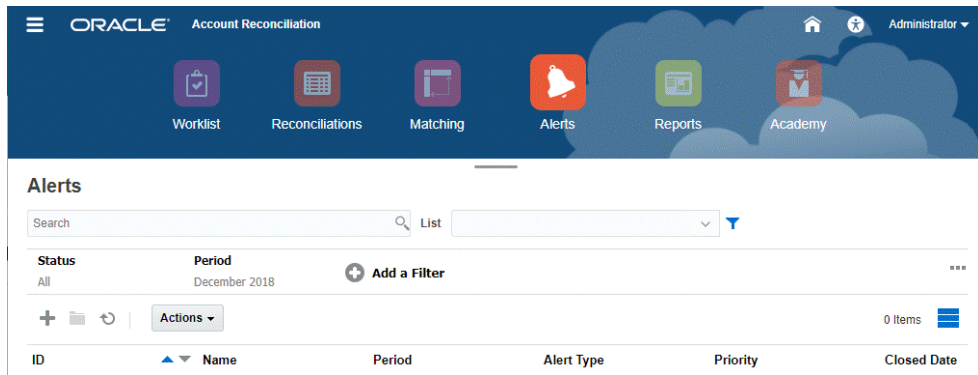 ORACLE Account Reconciliation Administrator
Worklist Reconciliations Matching Alerts Reports Academy
Alerts
Search List
Status Period
Add a Filter
All December 2018
Actions 0 Items
ID Name Period Alert Type Priority Closed Date